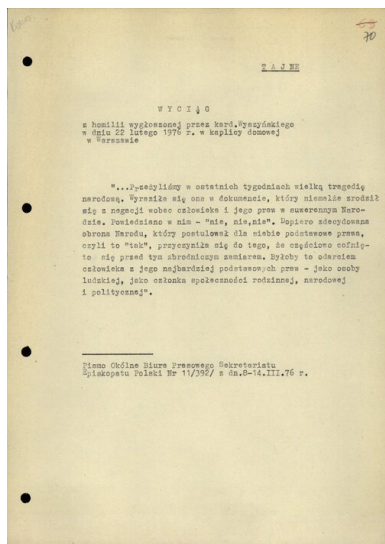 69
70
TAJNE
WYCIĄG
z homilii wygłoszonej przez kard.Wyszyńskiego
w dniu 22 lutego 1976 r. w kaplicy domowej
w Warszawie
"...Przeżyliśmy w ostatnich tygodniach wielką tragedię
narodową. Wyraziła się ona w dokumencie, który niemalże zrodził
się z negacji wobec człowieka i jego praw w suwerennym Naro-
dzie. Powiedziano w nim - "nie, nie,nie". Dopiero zdecydowana
obrona Narodu, który postulował dla siebie podstawowe prawa,
czyli to "tak", przyczyniła się do tego, że częściowo cofnię-
to się przed tym zbrodniczym zamiarem. Byłoby to odarciem
człowieka z jego najbardziej podstawowych praw - jako osoby
ludzkiej, jako członka społeczności rodzinnej, narodowej
i politycznej".
Pismo Okólne Biura Prasowego Sekretariatu
Episkopatu Polski Nr 11/392/ z dn.8-14.III.76 r.